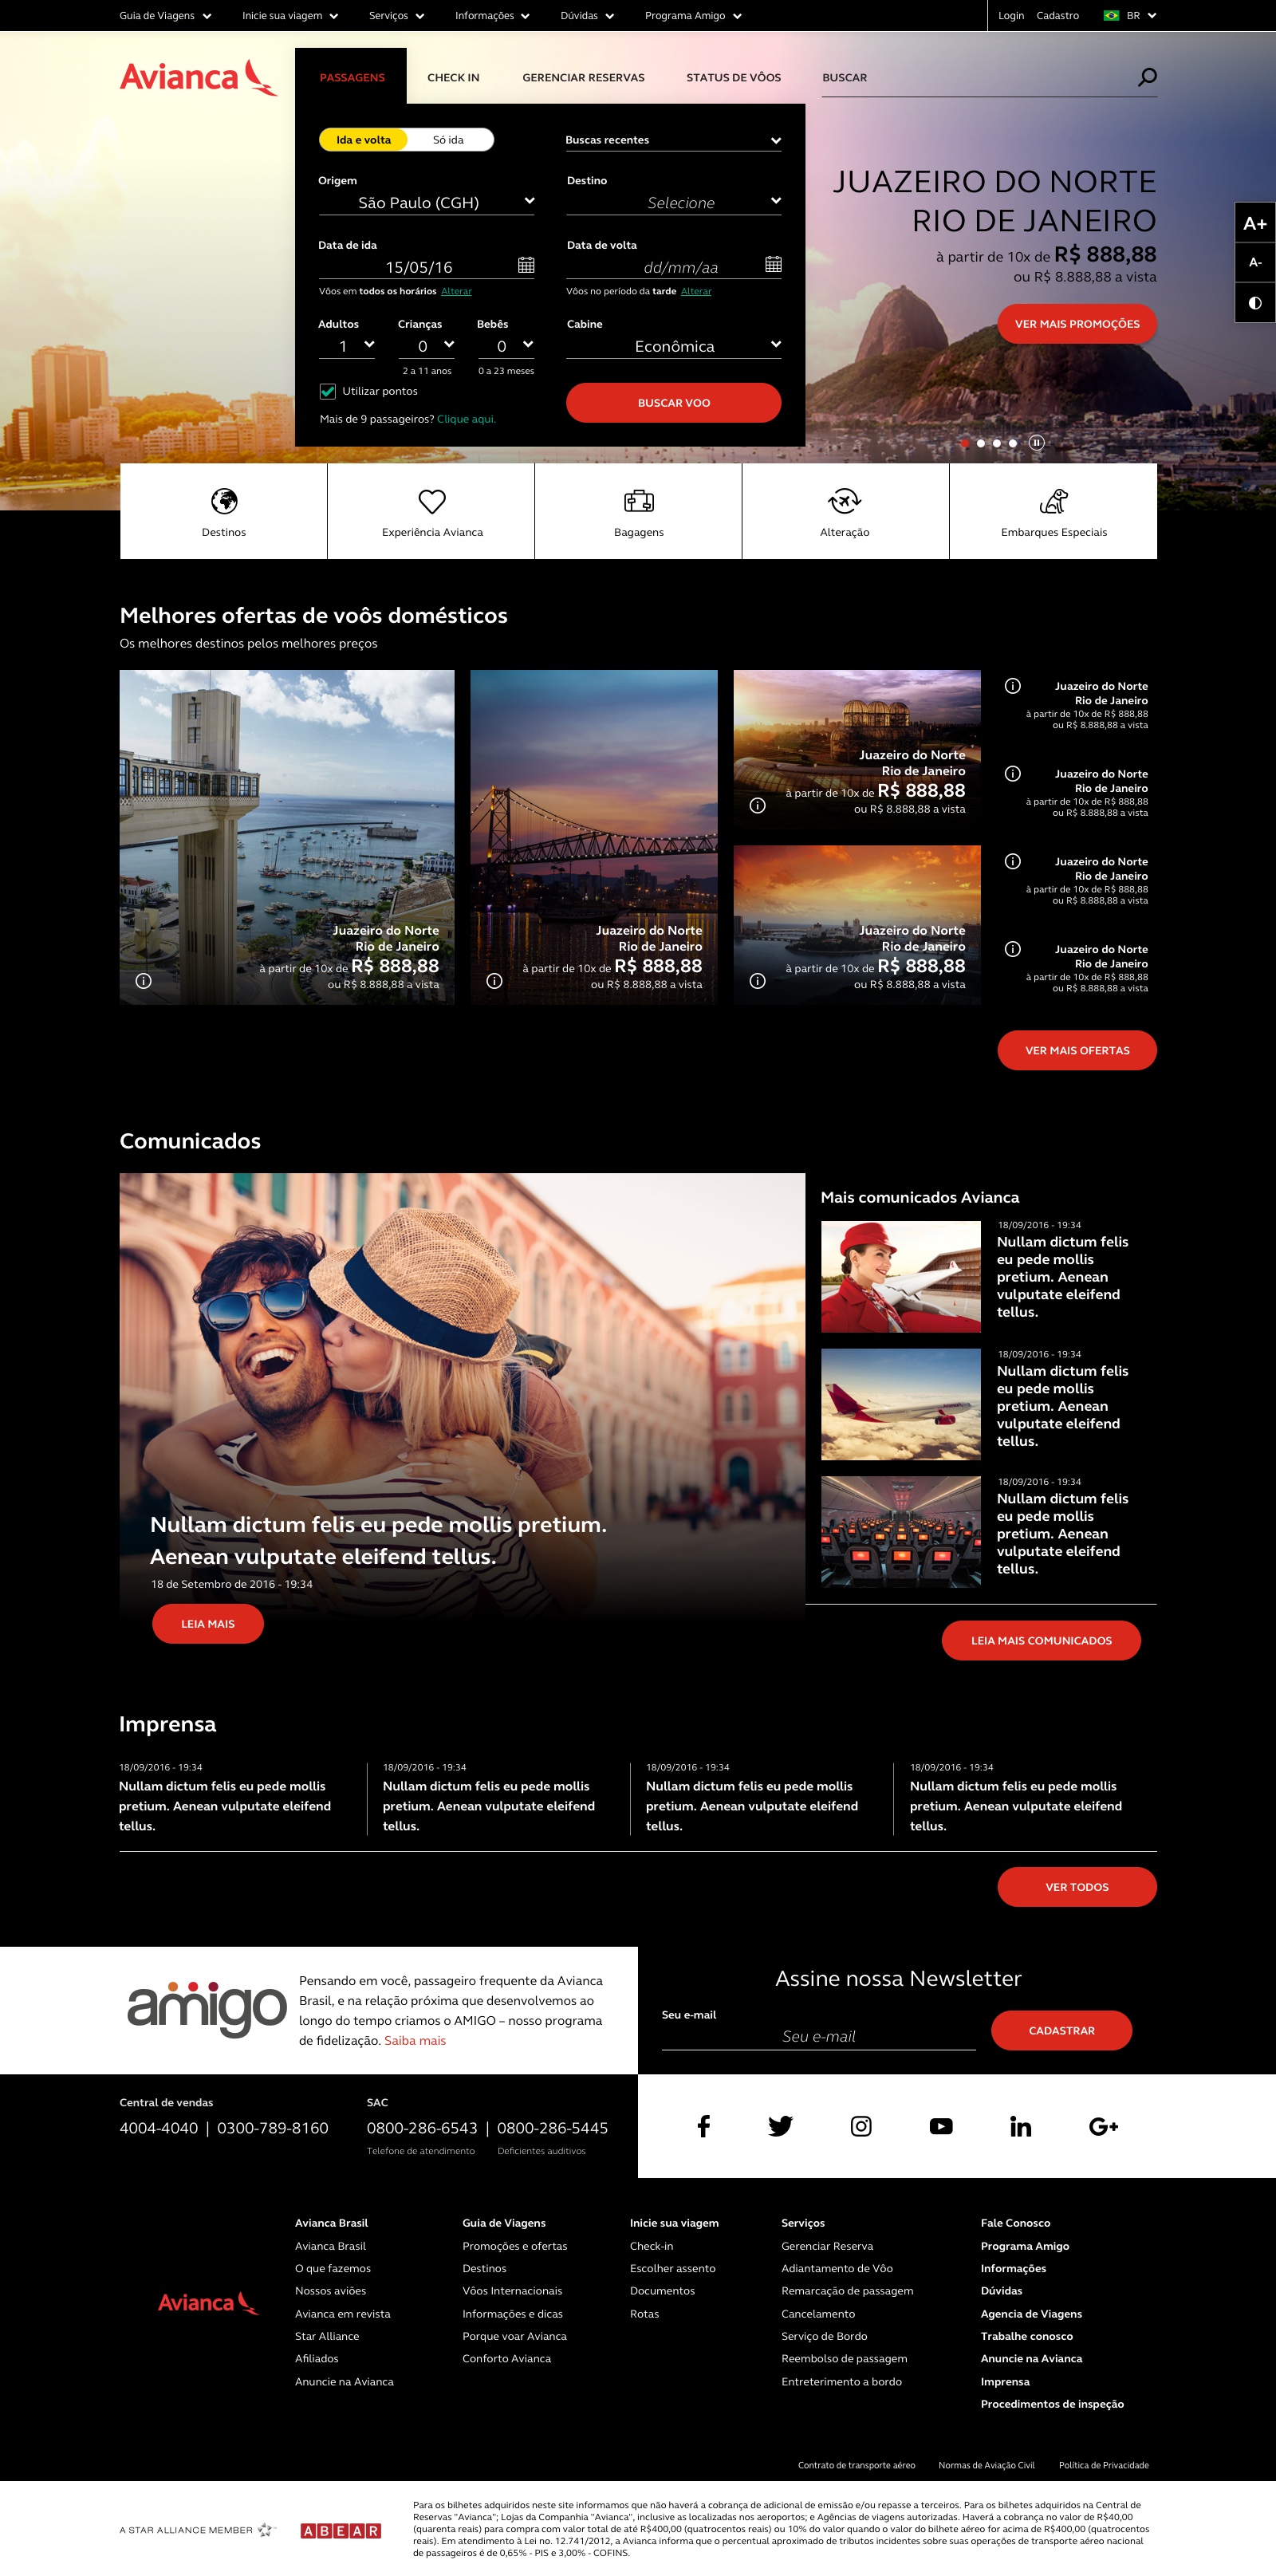 Guia de Viagens Inicie sua viagem Serviços Informações Dúvidas Programa Amigo Login Cadastro BR
Avianca
PASSAGENS CHECK IN GERENCIAR RESERVAS STATUS DE VÔOS BUSCAR
Ida e volta Só ida
Buscas recentes
Origem
São Paulo (CGH)
Destino
Selecione
Data de ida
15/05/16
Data de volta
dd/mm/aa
Vôos em todos os horários Alterar
Vôos no período da tarde Alterar
Adultos Crianças Bebês
1 0 0
2 a 11 anos 0 a 23 meses
Cabine
Econômica
Utilizar pontos
Mais de 9 passageiros? Clique aqui.
BUSCAR VOO
JUAZEIRO DO NORTE
RIO DE JANEIRO
à partir de 10x de R$ 888,88
ou R$ 8.888,88 a vista
VER MAIS PROMOÇÕES
A+
A-
Destinos Experiência Avianca Bagagens Alteração Embarques Especiais
Melhores ofertas de voôs domésticos
Os melhores destinos pelos melhores preços
Juazeiro do Norte
Rio de Janeiro
à partir de 10x de R$ 888,88
ou R$ 8.888,88 a vista
Juazeiro do Norte
Rio de Janeiro
à partir de 10x de R$ 888,88
ou R$ 8.888,88 a vista
Juazeiro do Norte
Rio de Janeiro
à partir de 10x de R$ 888,88
ou R$ 8.888,88 a vista
Juazeiro do Norte
Rio de Janeiro
à partir de 10x de R$ 888,88
ou R$ 8.888,88 a vista
Juazeiro do Norte
Rio de Janeiro
à partir de 10x de R$ 888,88
ou R$ 8.888,88 a vista
Juazeiro do Norte
Rio de Janeiro
à partir de 10x de R$ 888,88
ou R$ 8.888,88 a vista
Juazeiro do Norte
Rio de Janeiro
à partir de 10x de R$ 888,88
ou R$ 8.888,88 a vista
Juazeiro do Norte
Rio de Janeiro
à partir de 10x de R$ 888,88
ou R$ 8.888,88 a vista
VER MAIS OFERTAS
Comunicados
Nullam dictum felis eu pede mollis pretium.
Aenean vulputate eleifend tellus.
18 de Setembro de 2016 - 19:34
LEIA MAIS
Mais comunicados Avianca
18/09/2016 - 19:34
Nullam dictum felis
eu pede mollis
pretium. Aenean
vulputate eleifend
tellus.
18/09/2016 - 19:34
Nullam dictum felis
eu pede mollis
pretium. Aenean
vulputate eleifend
tellus.
18/09/2016 - 19:34
Nullam dictum felis
eu pede mollis
pretium. Aenean
vulputate eleifend
tellus.
LEIA MAIS COMUNICADOS
Imprensa
18/09/2016 - 19:34
Nullam dictum felis eu pede mollis
pretium. Aenean vulputate eleifend
tellus.
18/09/2016 - 19:34
Nullam dictum felis eu pede mollis
pretium. Aenean vulputate eleifend
tellus.
18/09/2016 - 19:34
Nullam dictum felis eu pede mollis
pretium. Aenean vulputate eleifend
tellus.
18/09/2016 - 19:34
Nullam dictum felis eu pede mollis
pretium. Aenean vulputate eleifend
tellus.
VER TODOS
amigo
Pensando em você, passageiro frequente da Avianca
Brasil, e na relação próxima que desenvolvemos ao
longo do tempo criamos o AMIGO – nosso programa
de fidelização. Saiba mais
Assine nossa Newsletter
Seu e-mail
Seu e-mail
CADASTRAR
Central de vendas
4004-4040 | 0300-789-8160
SAC
0800-286-6543 | 0800-286-5445
Telefone de atendimento Deficientes auditivos
Avianca
Avianca Brasil
Avianca Brasil
O que fazemos
Nossos aviões
Avianca em revista
Star Alliance
Afiliados
Anuncie na Avianca
Guia de Viagens
Promoções e ofertas
Destinos
Vôos Internacionais
Informações e dicas
Porque voar Avianca
Conforto Avianca
Inicie sua viagem
Check-in
Escolher assento
Documentos
Rotas
Serviços
Gerenciar Reserva
Adiantamento de Vôo
Remarcação de passagem
Cancelamento
Serviço de Bordo
Reembolso de passagem
Entreterimento a bordo
Fale Conosco
Programa Amigo
Informações
Dúvidas
Agencia de Viagens
Trabalhe conosco
Anuncie na Avianca
Imprensa
Procedimentos de inspeção
Contrato de transporte aéreo Normas de Aviação Civil Política de Privacidade
A STAR ALLIANCE MEMBER
ABEAR
Para os bilhetes adquiridos neste site informamos que não haverá a cobrança de adicional de emissão e/ou repasse a terceiros. Para os bilhetes adquiridos na Central de
Reservas "Avianca"; Lojas da Companhia "Avianca", inclusive as localizadas nos aeroportos; e Agências de viagens autorizadas. Haverá a cobrança no valor de R$40,00
(quarenta reais) para compra com valor total de até R$400,00 (quatrocentos reais) ou 10% do valor quando o valor do bilhete aéreo for acima de R$400,00 (quatrocentos
reais). Em atendimento à Lei no. 12.741/2012, a Avianca informa que o percentual aproximado de tributos incidentes sobre suas operações de transporte aéreo nacional
de passageiros é de 0,65% - PIS e 3,00% - COFINS.